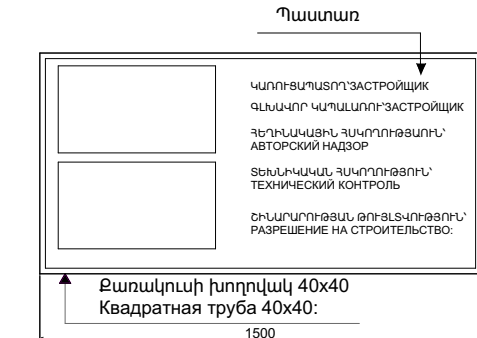 Պաստառ
ԿԱՌՈՒՑԱՊԱՏՈՂ՝ЗАСТРОЙЩИК
ԳԼԽԱՎՈՐ ԿԱՊԱԼԱՌՈՒ՝ЗАСТРОЙЩИК
ՀԵՂԻՆԱԿԱՅԻՆ ՀՍԿՈՂՈՒԹՅԱՈՒՆ՝
АВТОРСКИЙ НАДЗОР
ՏԵԽՆԻԿԱԿԱՆ ՀՍԿՈՂՈՒԹՅՈՒՆ՝
ТЕХНИЧЕСКИЙ КОНТРОЛЬ
ՇԻՆԱՐԱՐՈՒԹՅԱՆ ԹՈՒՅԼՏՎՈՒԹՅՈՒՆ՝
РАЗРЕШЕНИЕ НА СТРОИТЕЛЬСТВО:
Քառակուսի խողովակ 40x40
Квадратная труба 40x40:
1500